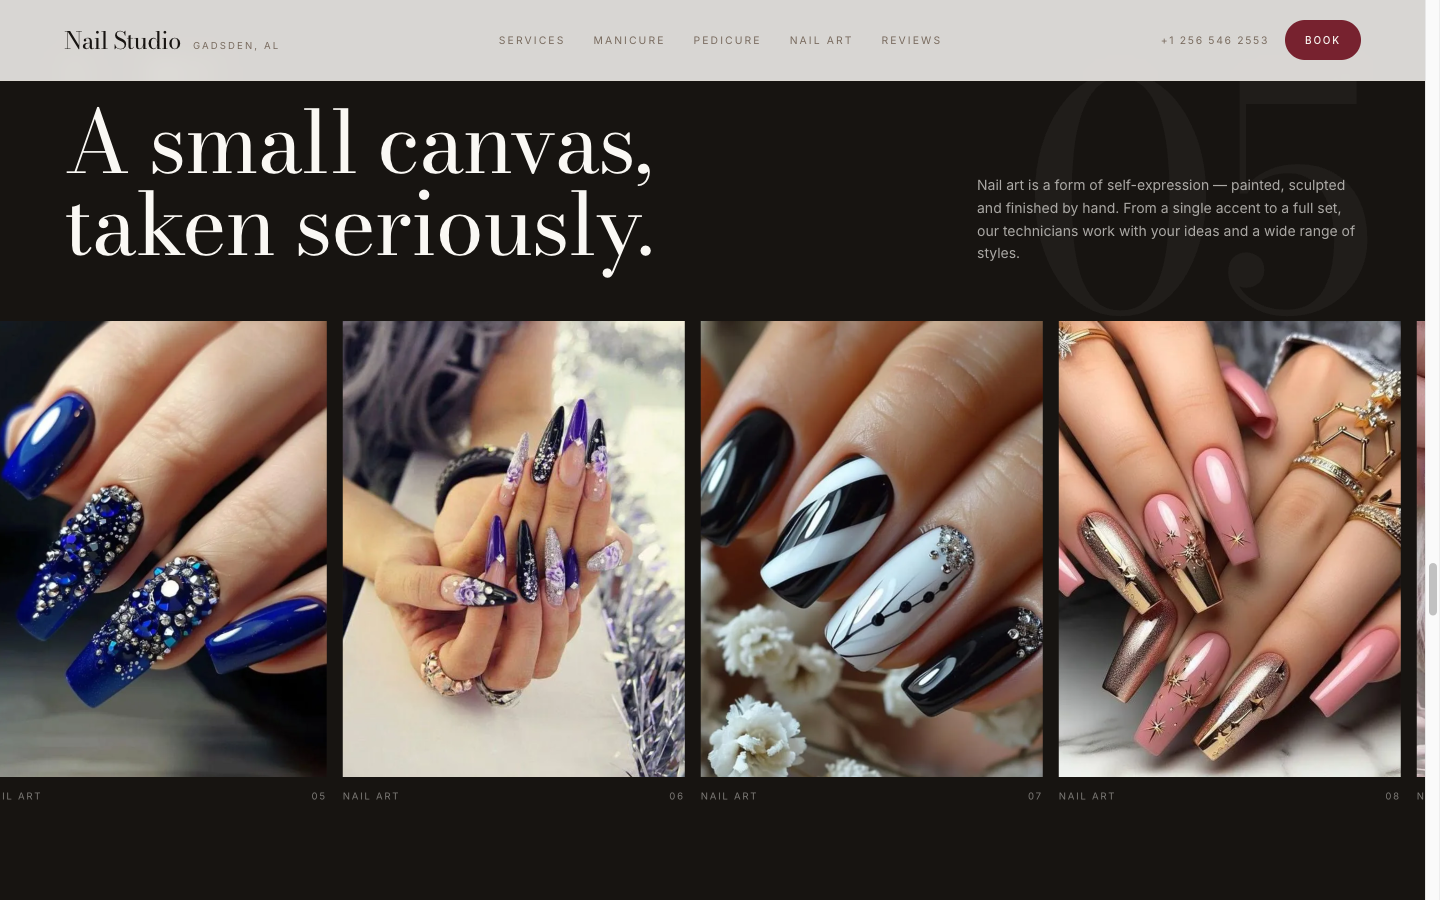 Nail Studio GADSDEN, AL
SERVICES MANICURE PEDICURE NAIL ART REVIEWS
+1 256 546 2553 BOOK
05
A small canvas,
taken seriously.
Nail art is a form of self-expression — painted, sculpted
and finished by hand. From a single accent to a full set,
our technicians work with your ideas and a wide range of
styles.
IL ART 05
NAIL ART 06
NAIL ART 07
NAIL ART 08
N